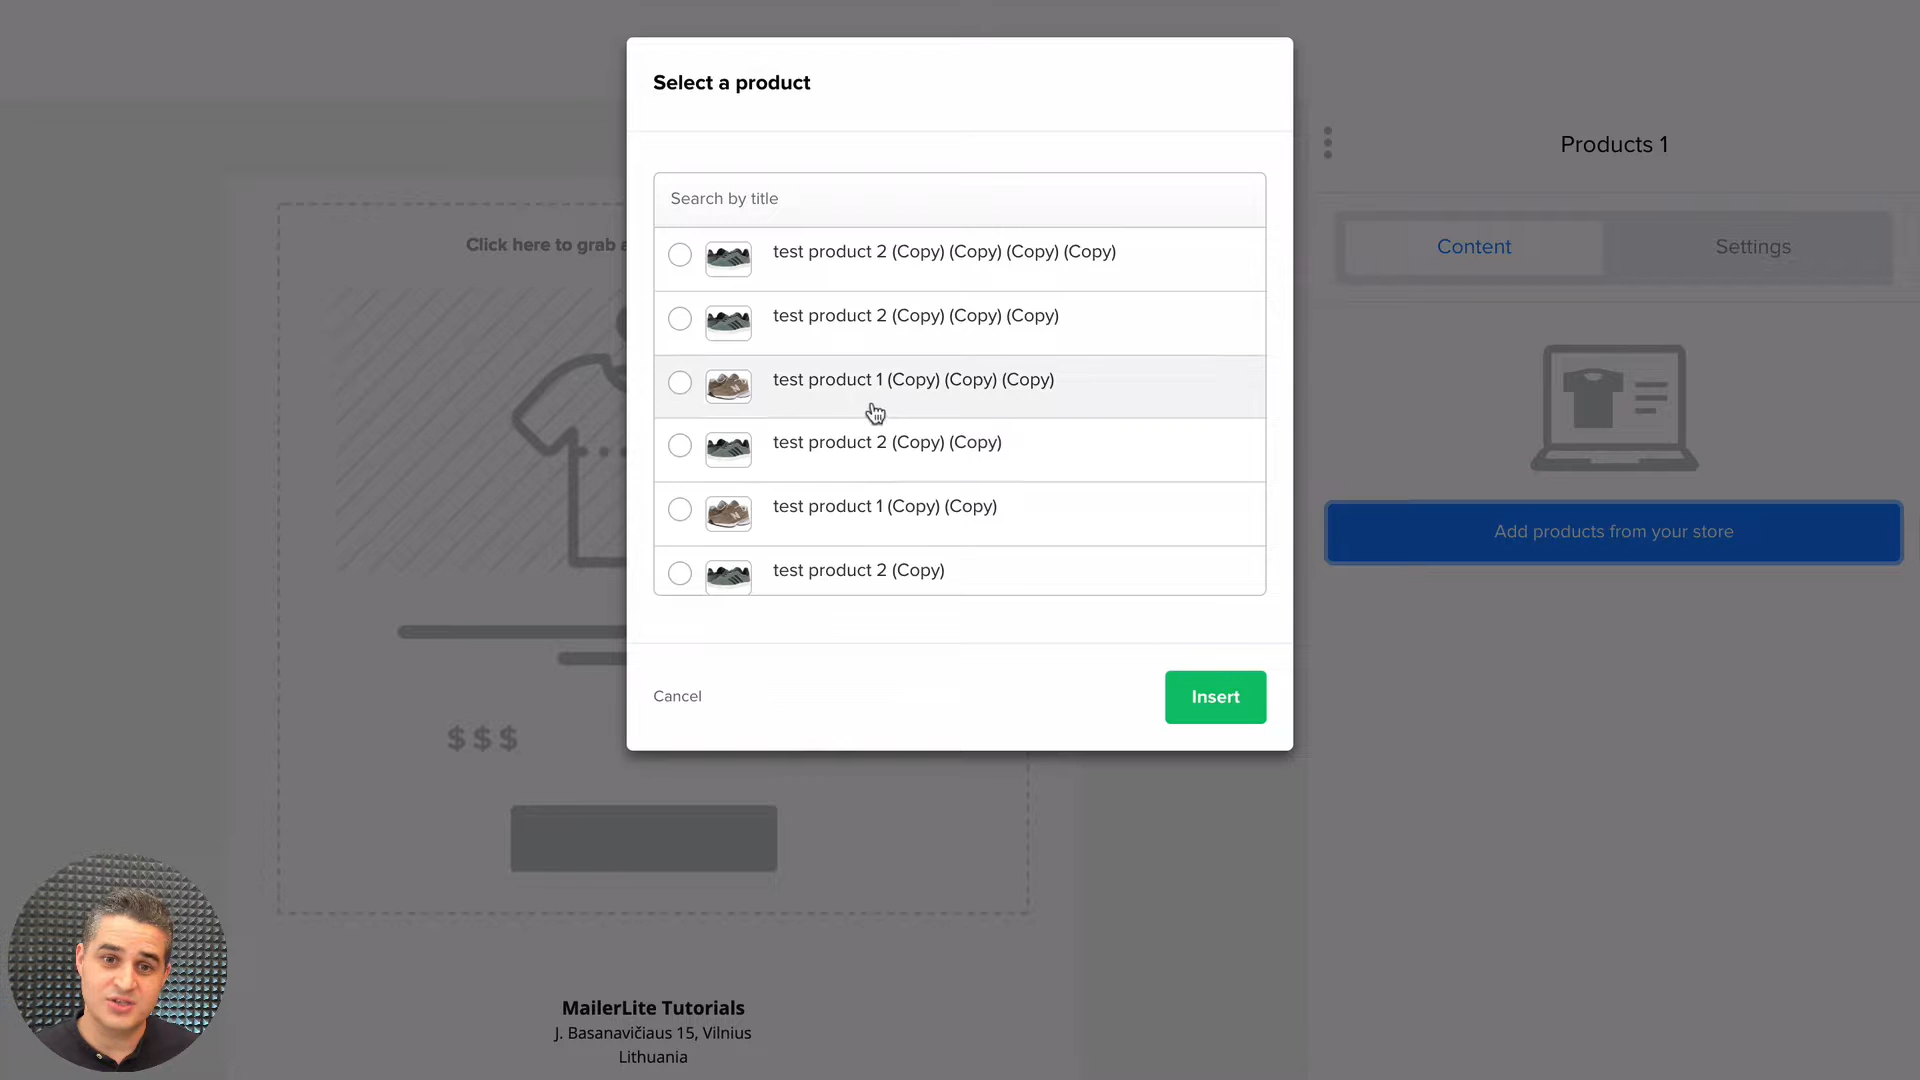 Select a product
Products 1
Search by title
Content
Settings
Click here to grab a
test product 2 (Copy) (Copy) (Copy) (Copy)
test product 2 (Copy) (Copy) (Copy)
test product 1 (Copy) (Copy) (Copy)
test product 2 (Copy) (Copy)
test product 1 (Copy) (Copy)
Add products from your store
test product 2 (Copy)
Cancel
Insert
$$$
MailerLite Tutorials
J. Basanavičiaus 15, Vilnius
Lithuania